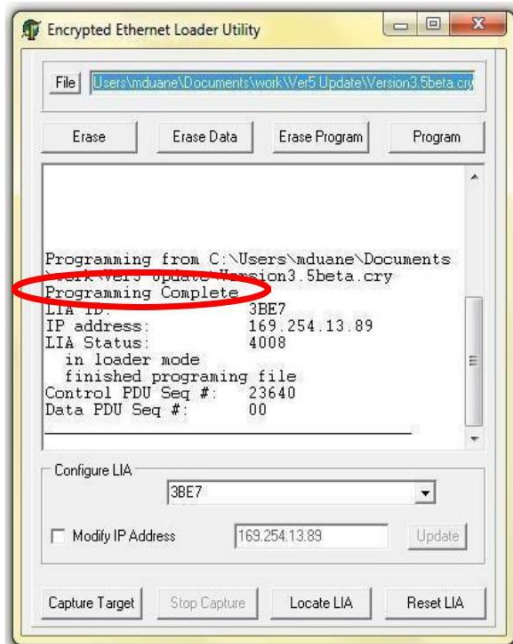 Encrypted Ethernet Loader Utility
File Users\mduane\Documents\work\Ver5 Update\Version3.5beta.cry
Erase Erase Data Erase Program Program
Programming from C:\Users\mduane\Documents
\work\Ver5 Update\Version3.5beta.cry
Programming Complete
LIA ID: 3BE7
IP address: 169.254.13.89
LIA Status: 4008
in loader mode
finished programing file
Control PDU Seq #: 23640
Data PDU Seq #: 00
Configure LIA
3BE7
Modify IP Address 169.254.13.89 Update
Capture Target Stop Capture Locate LIA Reset LIA